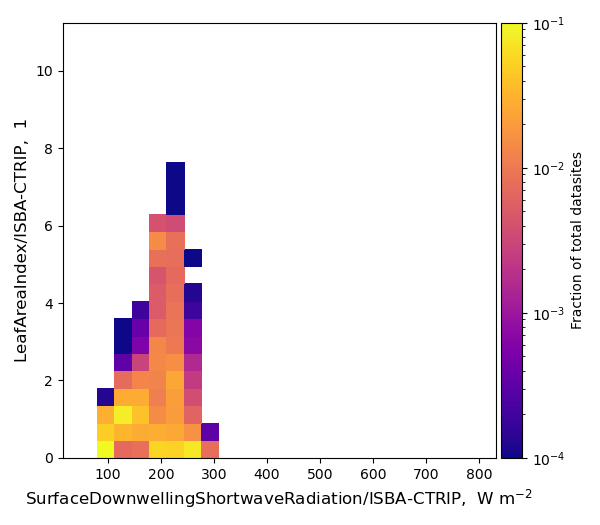 10
8
6
4
2
0
LeafAreaIndex/ISBA-CTRIP,  1
100 200 300 400 500 600 700 800
SurfaceDownwellingShortwaveRadiation/ISBA-CTRIP,  W m⁻²
10⁻¹
10⁻²
10⁻³
10⁻⁴
Fraction of total datasites